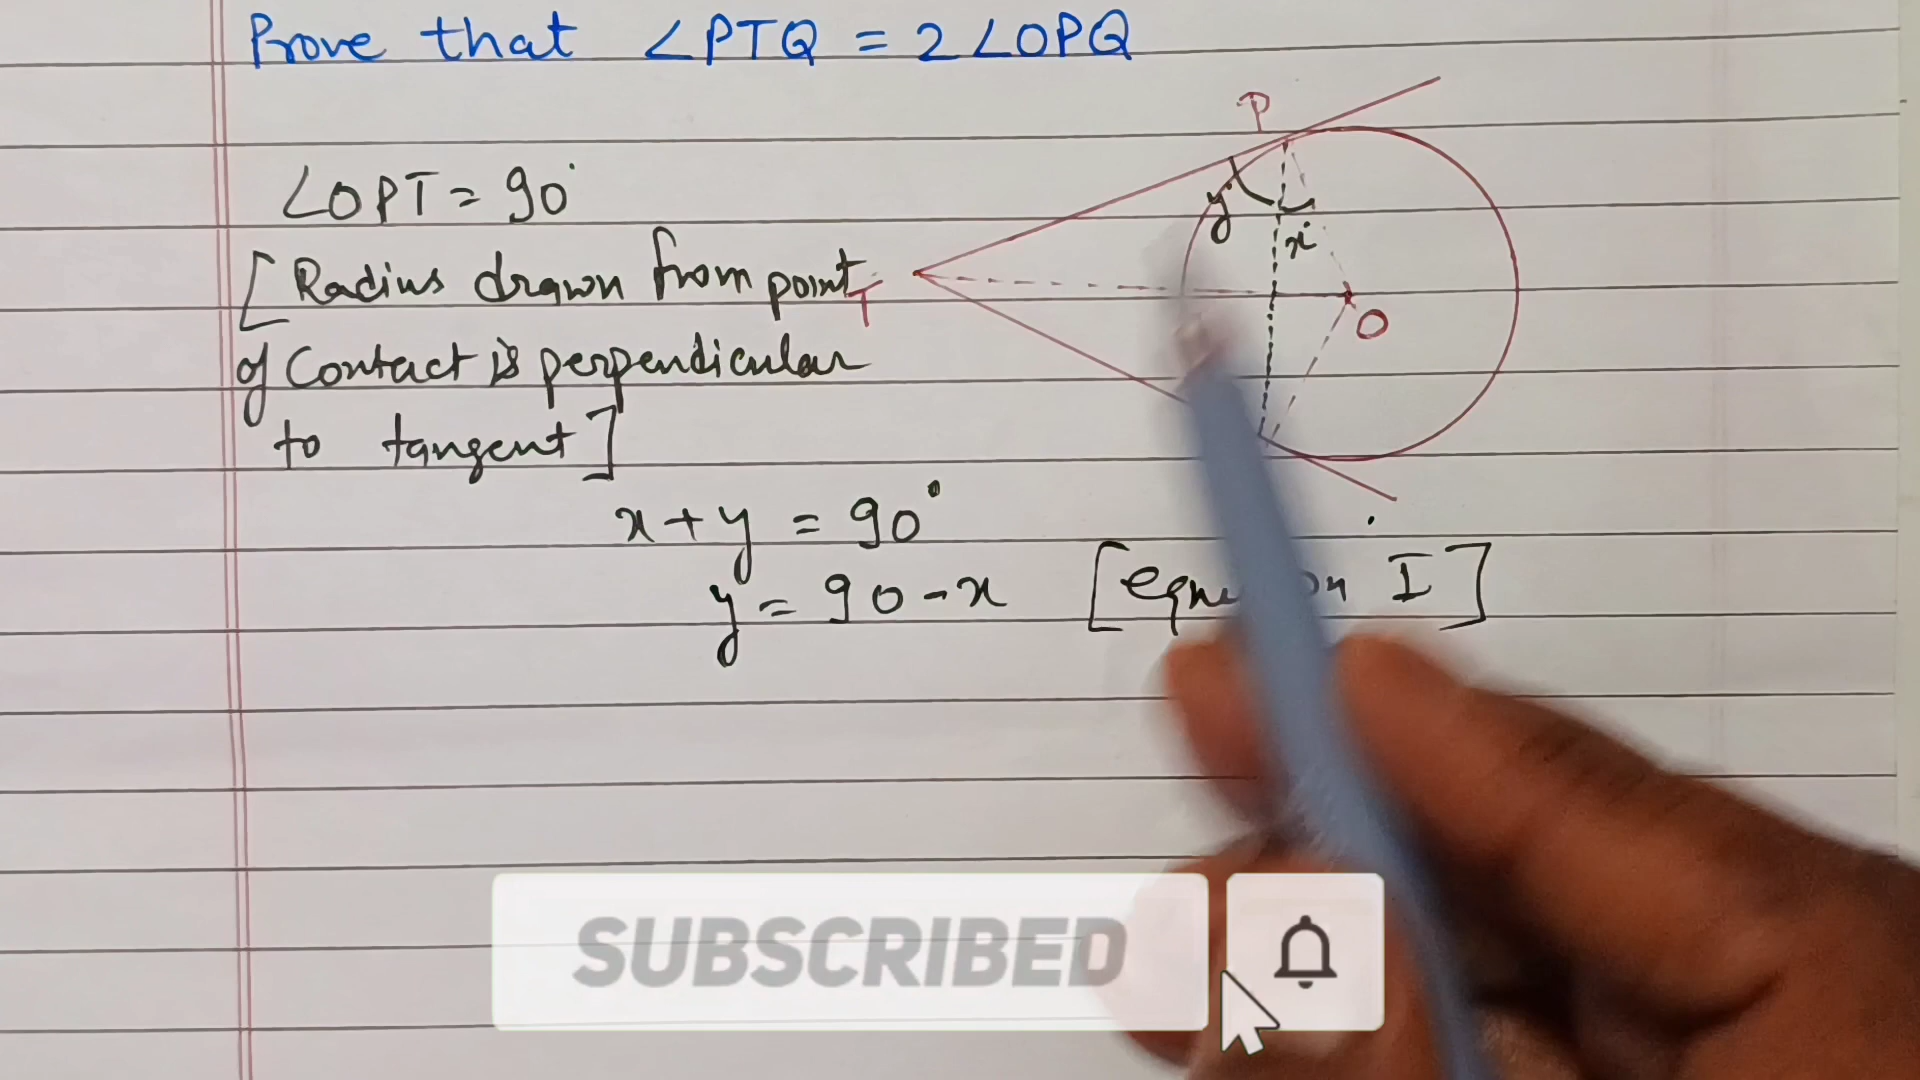 Prove that ∠PTQ = 2∠OPQ
P
∠OPT = 90°
y
x
[Radius drawn from point
T
O
of Contact is perpendicular
to tangent]
x + y = 90°
y = 90 - x [equation I]
SUBSCRIBED